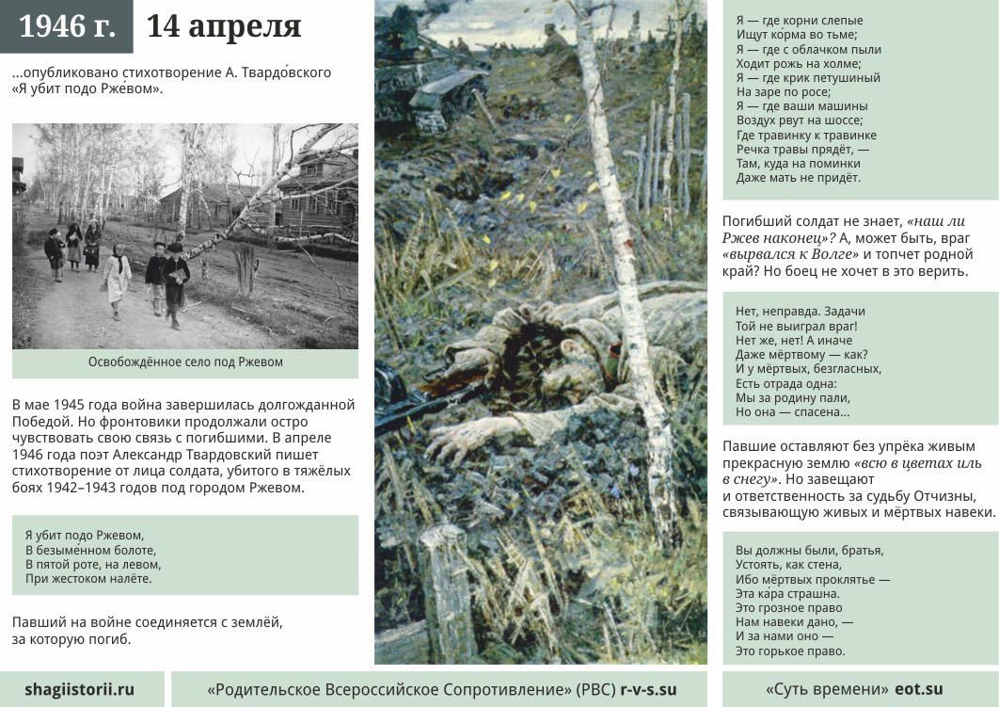 1946 г.
14 апреля
...опубликовано стихотворение А. Твардо́вского
«Я убит подо Рже́вом».
Освобождённое село под Ржевом
В мае 1945 года война завершилась долгожданной
Победой. Но фронтовики продолжали остро
чувствовать свою связь с погибшими. В апреле
1946 года поэт Александр Твардовский пишет
стихотворение от лица солдата, убитого в тяжёлых
боях 1942–1943 годов под городом Ржевом.
Я убит подо Ржевом,
В безыме́нном болоте,
В пятой роте, на левом,
При жестоком налёте.
Павший на войне соединяется с землёй,
за которую погиб.
Я — где корни слепые
Ищут ко́рма во тьме;
Я — где с облачком пыли
Ходит рожь на холме;
Я — где крик петушиный
На заре по росе;
Я — где ваши машины
Воздух рвут на шоссе;
Где травинку к травинке
Речка травы прядёт, —
Там, куда на поминки
Даже мать не придёт.
Погибший солдат не знает, «наш ли
Ржев наконец»? А, может быть, враг
«вырвался к Волге» и топчет родной
край? Но боец не хочет в это верить.
Нет, неправда. Задачи
Той не выиграл враг!
Нет же, нет! А иначе
Даже мёртвому — как?
И у мёртвых, безгласных,
Есть отрада одна:
Мы за родину пали,
Но она — спасена...
Павшие оставляют без упрёка живым
прекрасную землю «всю в цветах иль
в снегу». Но завещают
и ответственность за судьбу Отчизны,
связывающую живых и мёртвых навеки.
Вы должны были, братья,
Устоять, как стена,
Ибо мёртвых проклятье —
Эта ка́ра страшна.
Это грозное право
Нам навеки дано, —
И за нами оно —
Это горькое право.
shagiistorii.ru
«Родительское Всероссийское Сопротивление» (РВС) r-v-s.su
«Суть времени» eot.su